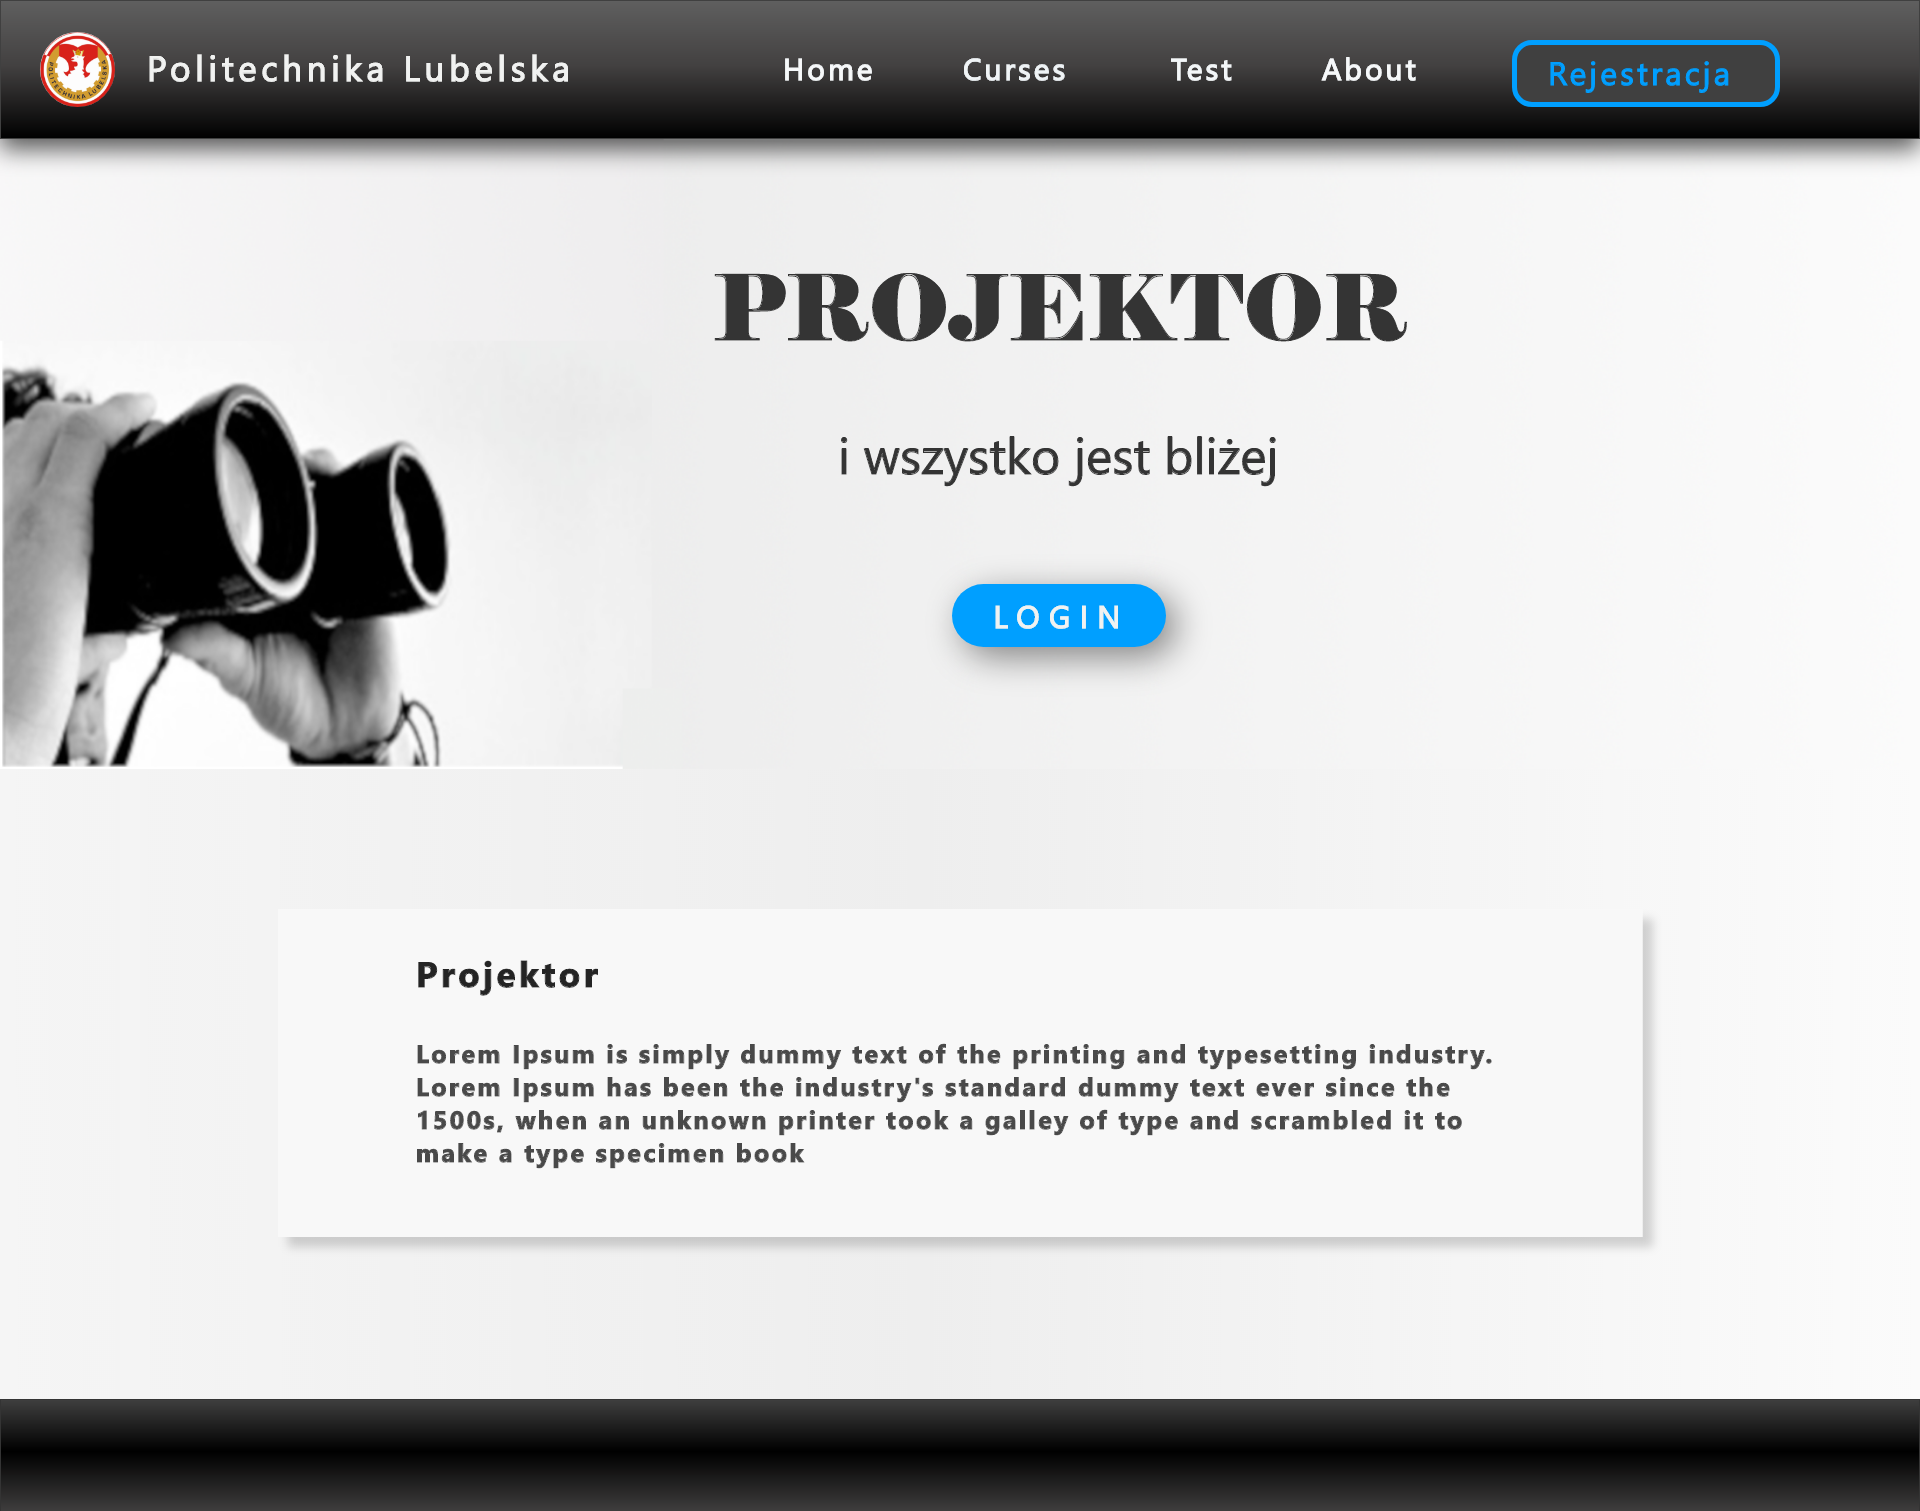 Politechnika Lubelska
Home
Curses
Test
About
Rejestracja
PROJEKTOR
i wszystko jest bliżej
LOGIN
Projektor
Lorem Ipsum is simply dummy text of the printing and typesetting industry.
Lorem Ipsum has been the industry's standard dummy text ever since the
1500s, when an unknown printer took a galley of type and scrambled it to
make a type specimen book